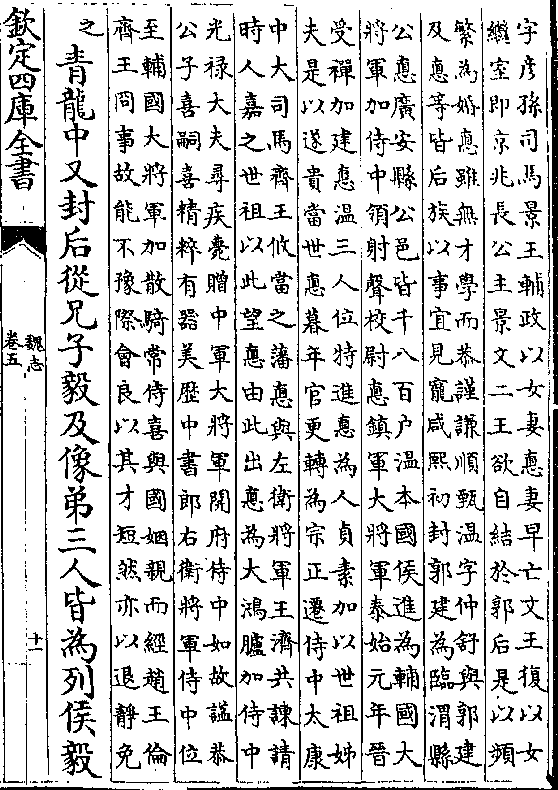 字彦孫司馬景王輔政以女妻悳妻早亡文王復以女
繼室即京兆長公主景文二王欲自結於郭后是以頻
繁為婚悳雖無才學而恭謹謙順甄温字仲舒與郭建
及悳等皆后族以事宜見寵咸熙初封郭建為臨渭縣
公悳廣安縣公邑皆千八百户温本國侯進為輔國大
將軍加侍中領射聲校尉悳鎮軍大將軍泰始元年晉
受禪加建悳温三人位特進悳為人貞素加以世祖姊
夫是以遂貴當世悳暮年官更轉為宗正遷侍中太康
中大司馬齊王攸當之藩悳與左衛將軍王濟共諫請
時人嘉之世祖以此望悳由此出悳為大鴻臚加侍中
光禄大夫尋疾薨贈中軍大將軍開府侍中如故諡恭
公子喜嗣喜精粹有器美歴中書郎右衛將軍侍中位
至輔國大將軍加散騎常侍喜與國姻親而經趙王倫
齊王冏事故能不豫際會良以其才短然亦以退靜免
之青龍中又封后從兄子毅及像弟三人皆為列侯毅
欽定四庫全書
魏志
卷五
十一